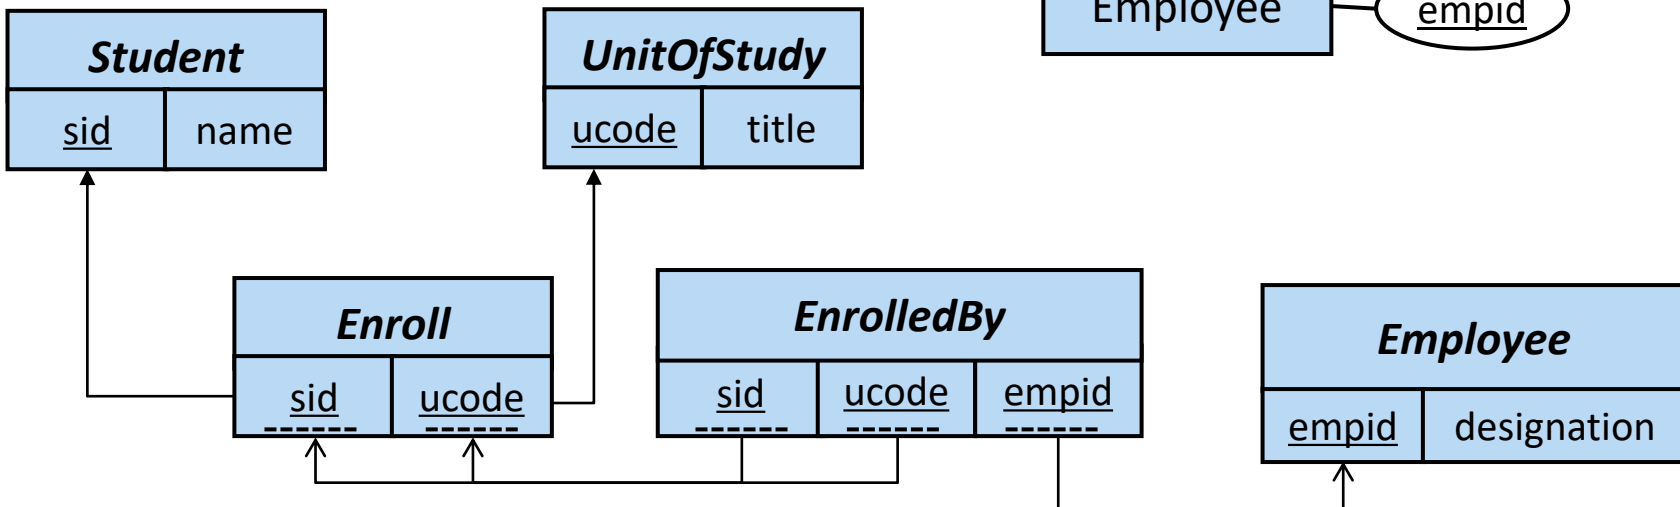 Employee
empid
Student
sid
name
UnitOfStudy
ucode
title
Enroll
sid
ucode
EnrolledBy
sid
ucode
empid
Employee
empid
designation